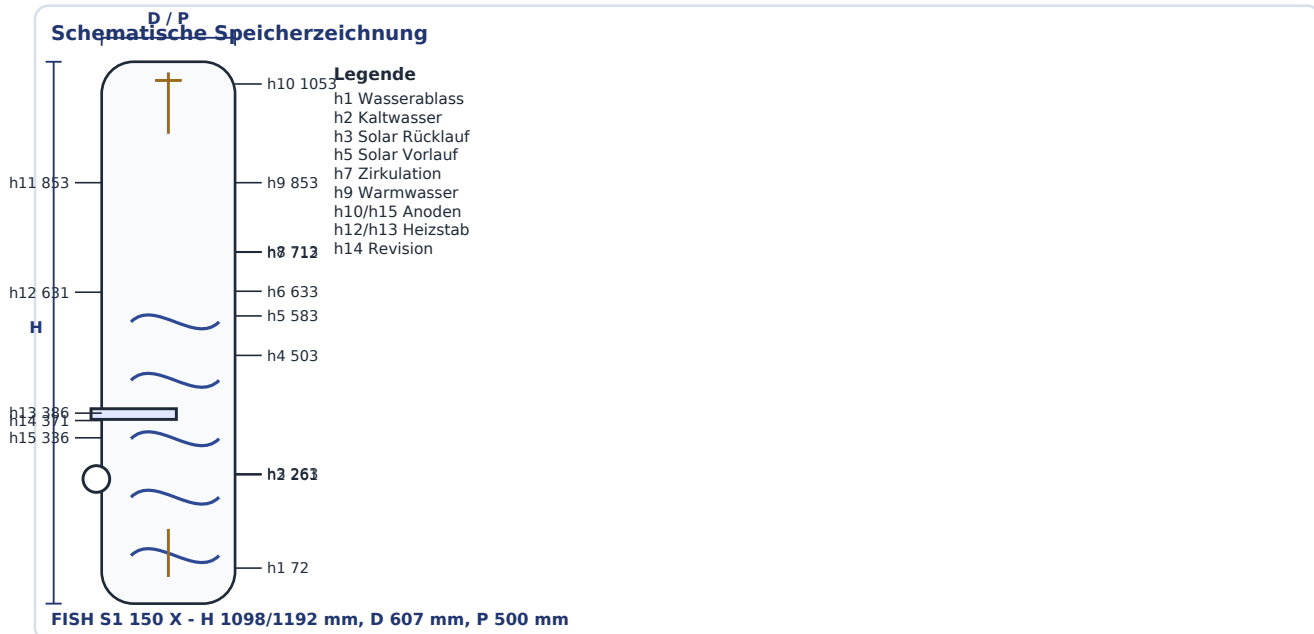 D / P
Schematische Speicherzeichnung
Legende
h10 1053
h1 Wasserablass
h2 Kaltwasser
h3 Solar Rücklauf
h5 Solar Vorlauf
h7 Zirkulation
h9 Warmwasser
h10/h15 Anoden
h12/h13 Heizstab
h14 Revision
h11 853
h9 853
h12 631
h6 633
h5 583
H
h4 503
h13 386
h14 371
h15 336
h1 72
FISH S1 150 X - H 1098/1192 mm, D 607 mm, P 500 mm